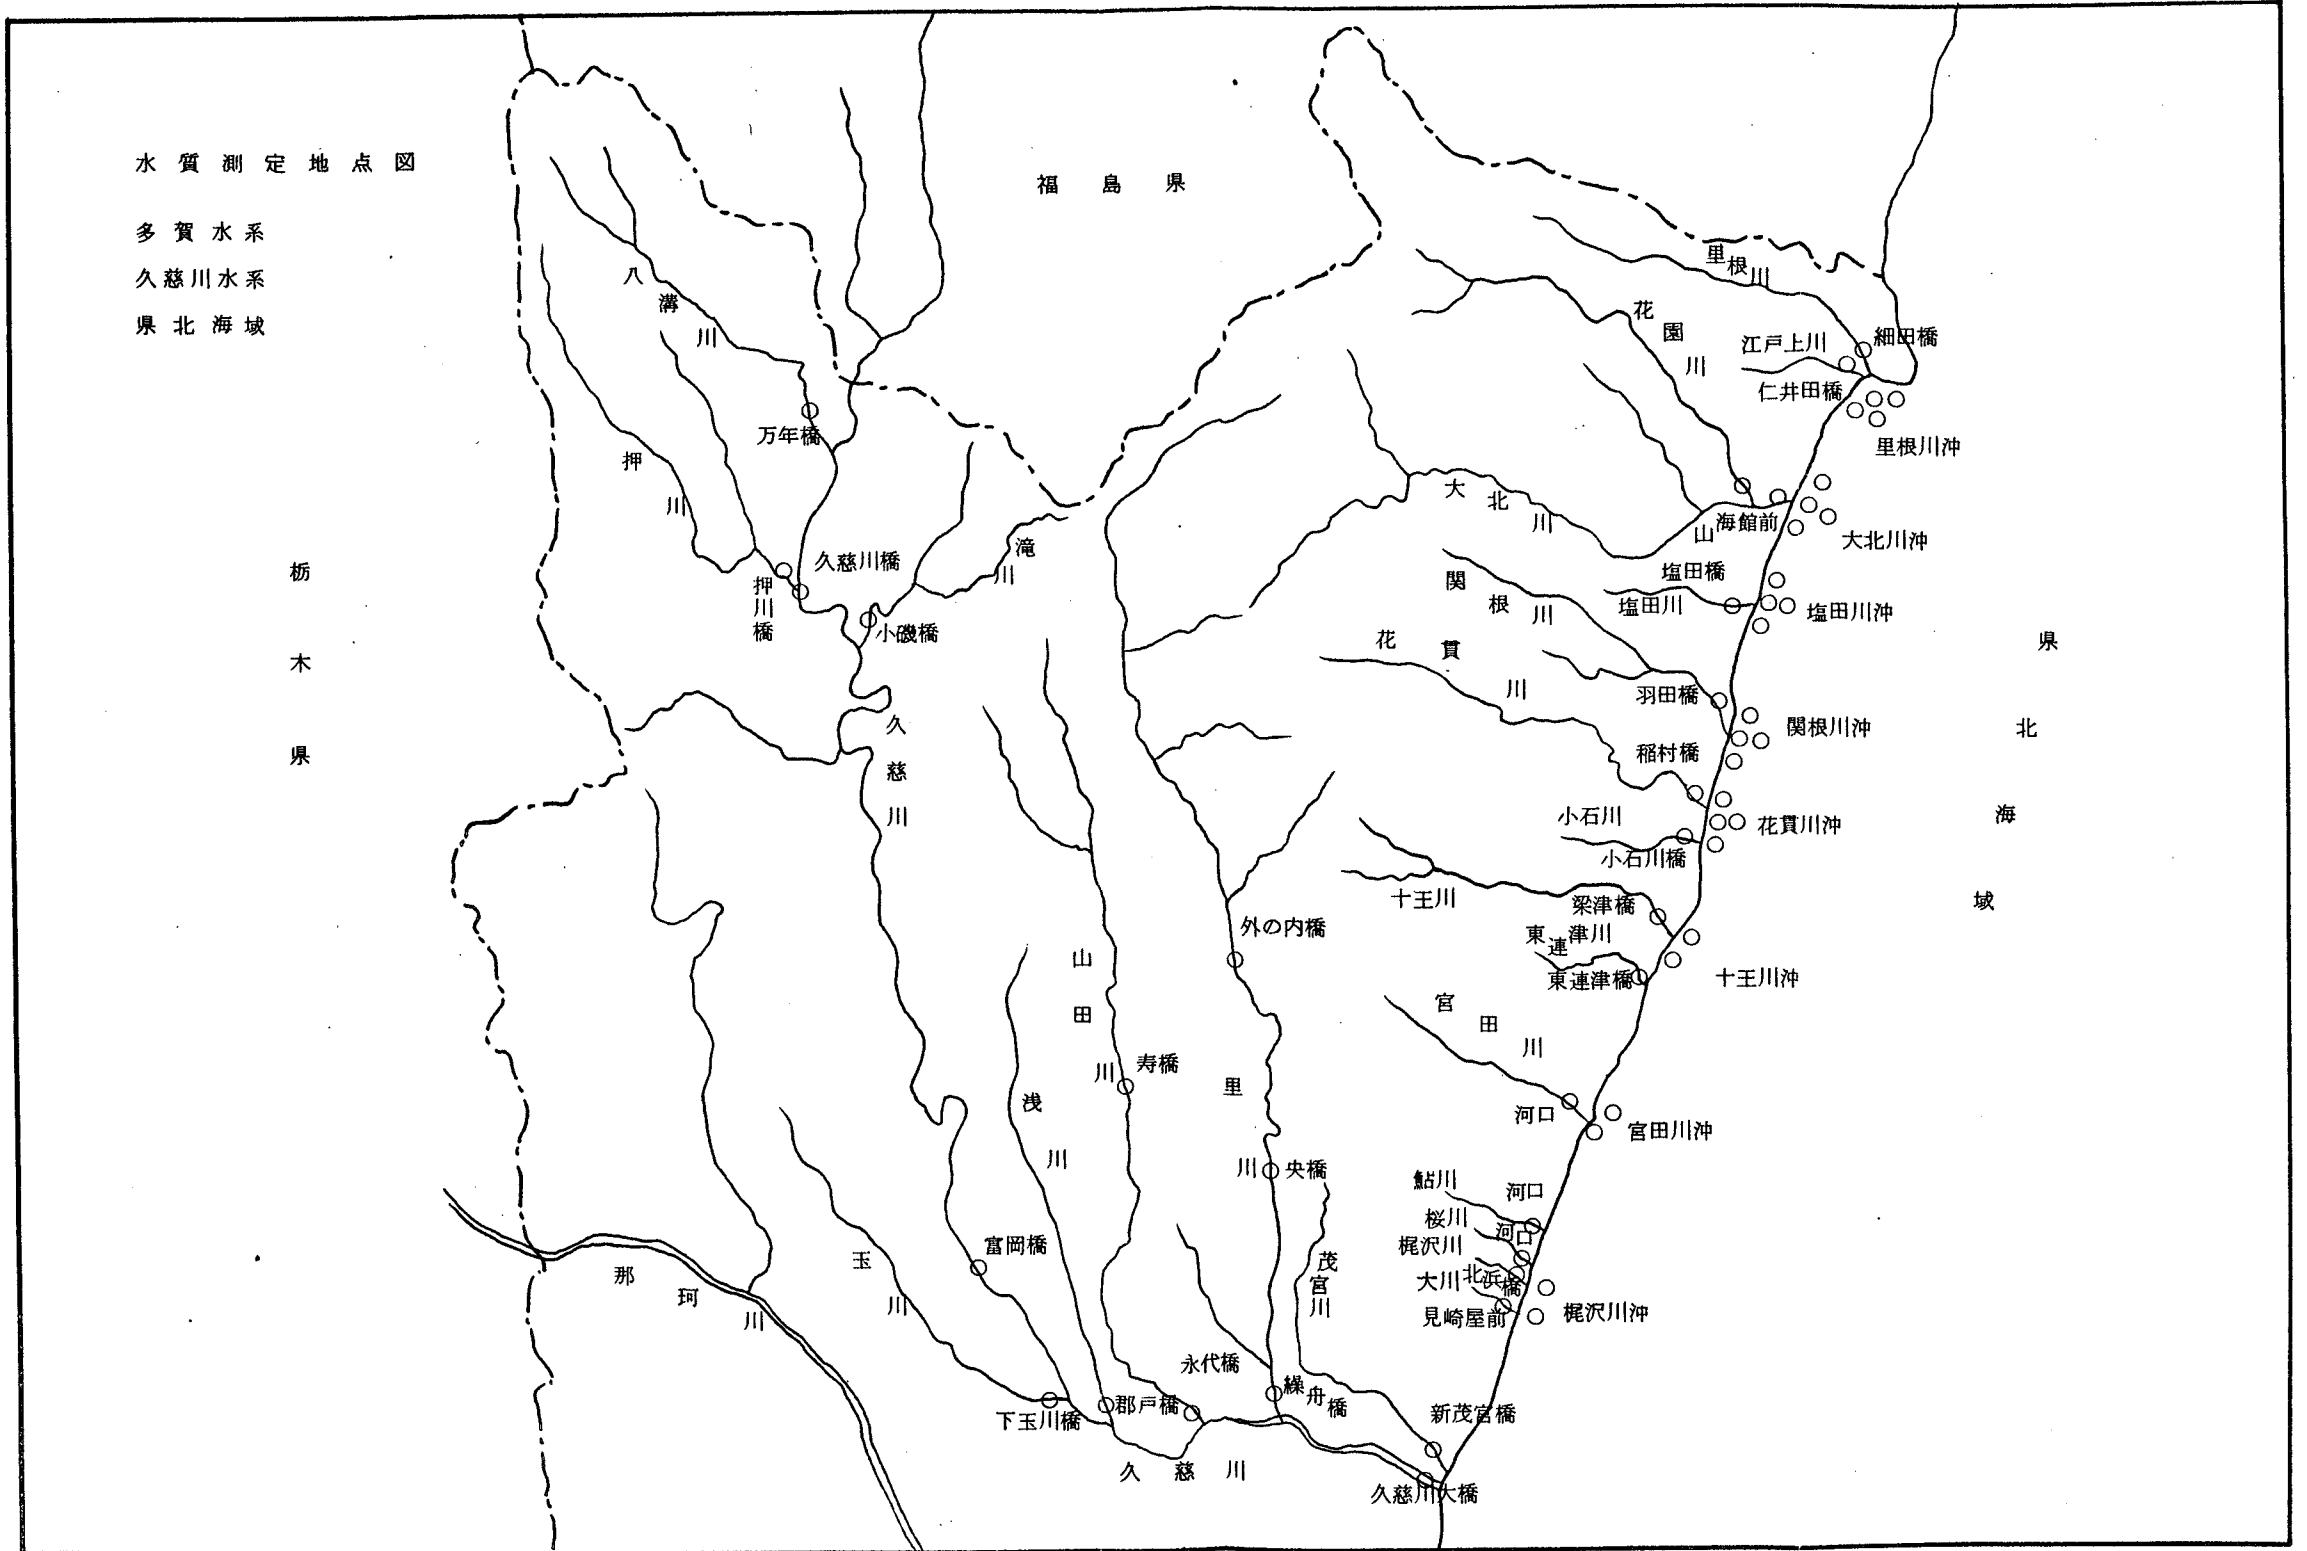 水質測定地点図
多賀水系
久慈川水系
県北海域
福島県
栃木県
県北海域
八溝川
押川
万年橋
久慈川橋
押川橋
小磯橋
滝川
久慈川
里根川
花園川
江戸上川
細田橋
仁井田橋
里根川沖
大北川
山海館前
大北川沖
塩田橋
塩田川
塩田川沖
関根川
花貫川
羽田橋
関根川沖
稲村橋
小石川
小石川橋
花貫川沖
十王川
梁津橋
東連津川
東連津橋
十王川沖
宮田川
河口
宮田川沖
鮎川
河口
桜川
河口
梶沢川
北浜橋
大川
見崎屋前
梶沢川沖
外の内橋
山田川
寿橋
浅川
里川
央橋
茂宮川
富岡橋
玉川
那珂川
永代橋
繰舟橋
郡戸橋
下玉川橋
新茂宮橋
久慈川
久慈川大橋